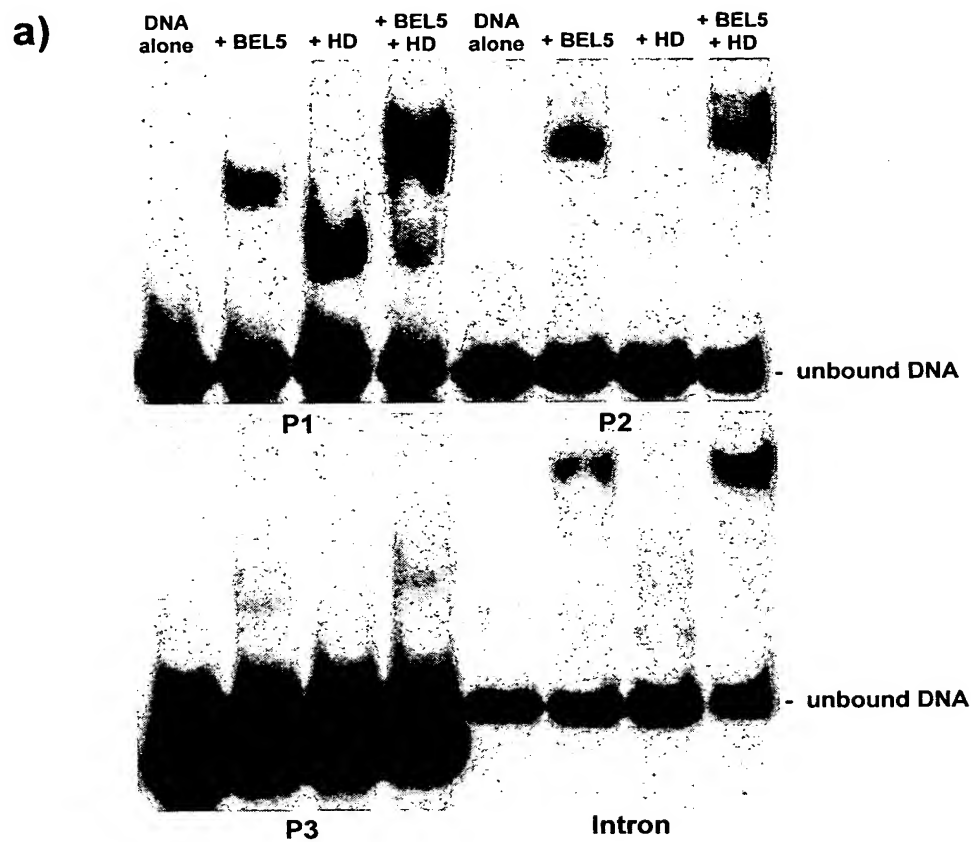 a)
DNA
alone
+ BEL5
+ HD
+ BEL5
+ HD
DNA
alone
+ BEL5
+ HD
+ BEL5
+ HD
- unbound DNA
P1
P2
- unbound DNA
P3
Intron